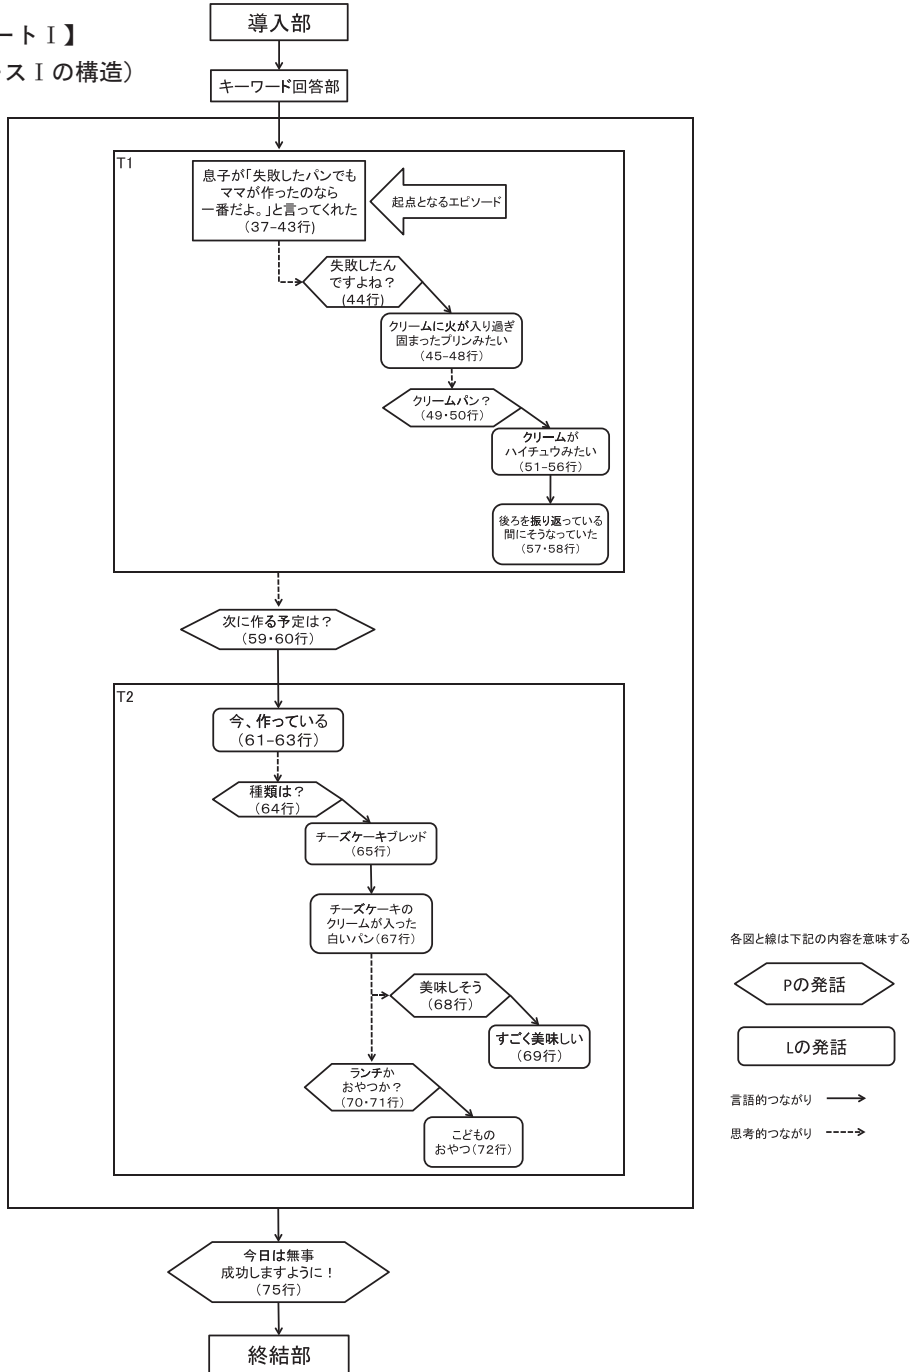 ートⅠ】
スⅠの構造）
導入部
キーワード回答部
T1
息子が「失敗したパンでも
ママが作ったのなら
一番だよ。」と言ってくれた
(37-43行)
起点となるエピソード
失敗したん
ですよね？
(44行)
クリームに火が入り過ぎ
固まったプリンみたい
(45-48行)
クリームパン？
(49・50行)
クリームが
ハイチュウみたい
(51-56行)
後ろを振り返っている
間にそうなっていた
(57・58行)
次に作る予定は？
(59・60行)
T2
今、作っている
(61-63行)
種類は？
(64行)
チーズケーキブレッド
(65行)
チーズケーキの
クリームが入った
白いパン(67行)
美味しそう
(68行)
すごく美味しい
(69行)
ランチか
おやつか？
(70・71行)
こどもの
おやつ(72行)
今日は無事
成功しますように！
(75行)
終結部
各図と線は下記の内容を意味する
Pの発話
Lの発話
言語的つながり
思考的つながり